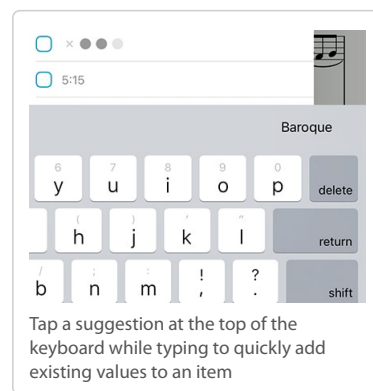 ×
5:15
Baroque
6 7 8 9 0
y u i o p delete
( ) ' "
h j k l return
/ ; : ! ?
b n m , . shift
Tap a suggestion at the top of the
keyboard while typing to quickly add
existing values to an item